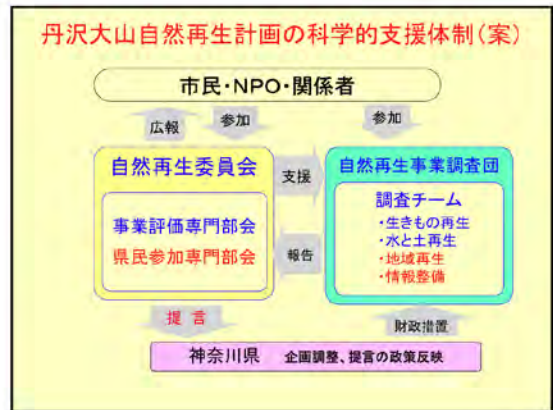 丹沢大山自然再生計画の科学的支援体制(案)
市民・NPO・関係者
広報
参加
参加
自然再生委員会
事業評価専門部会
県民参加専門部会
支援
報告
自然再生事業調査団
調査チーム
・生きもの再生
・水と土再生
・地域再生
・情報整備
提言
財政措置
神奈川県 企画調整、提言の政策反映